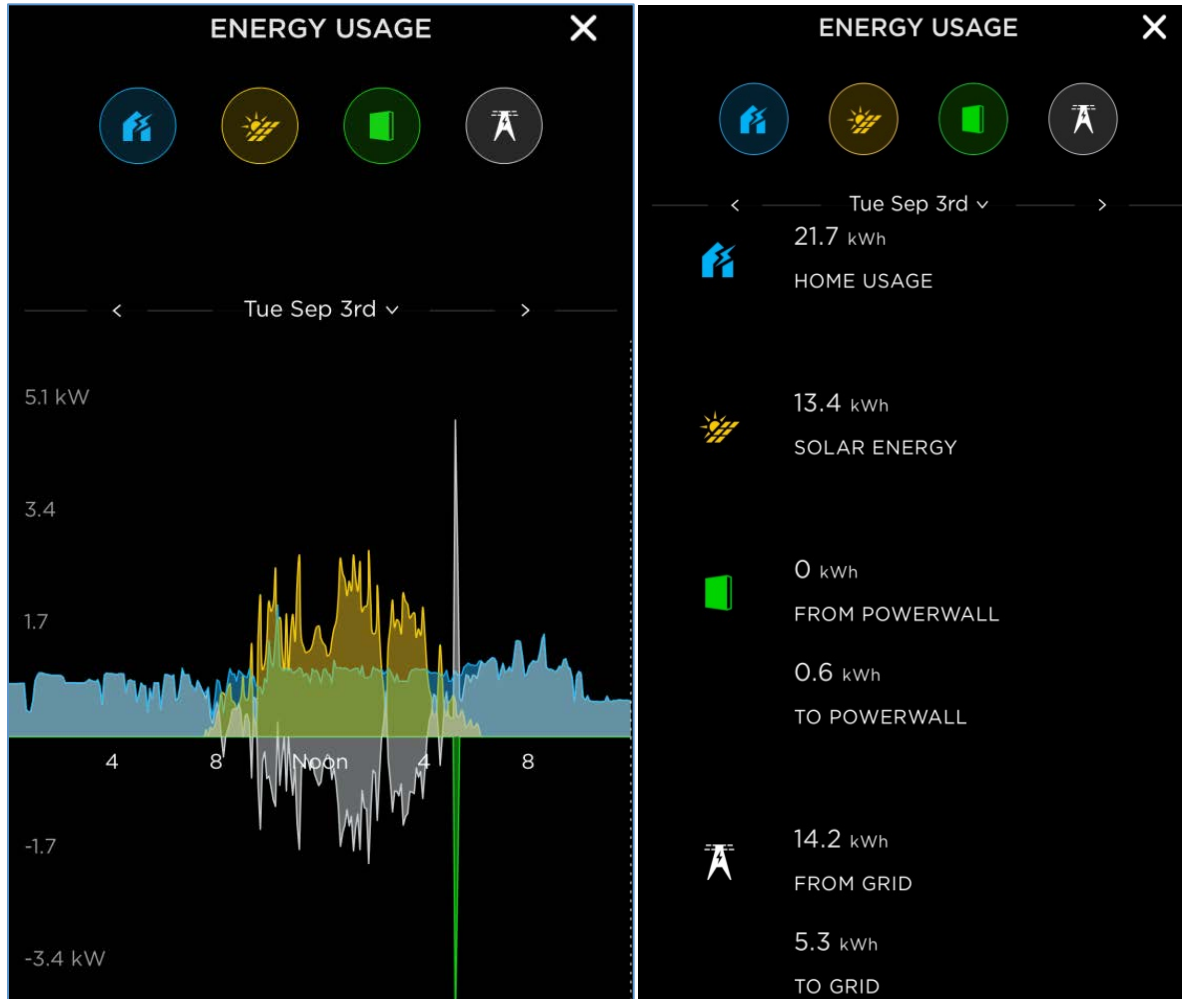 ENERGY USAGE
Tue Sep 3rd
5.1 kW
3.4
1.7
4 8 Noon 4 8
-1.7
-3.4 kW
ENERGY USAGE
Tue Sep 3rd
21.7 kWh
HOME USAGE
13.4 kWh
SOLAR ENERGY
0 kWh
FROM POWERWALL
0.6 kWh
TO POWERWALL
14.2 kWh
FROM GRID
5.3 kWh
TO GRID